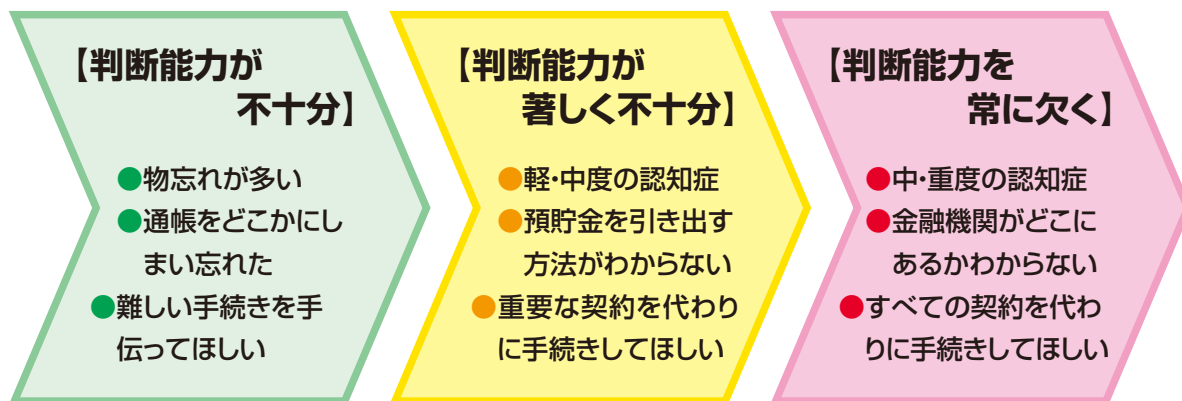 【判断能力が
不十分】
●物忘れが多い
●通帳をどこかにし
まい忘れた
●難しい手続きを手
伝ってほしい
【判断能力が
著しく不十分】
●軽・中度の認知症
●預貯金を引き出す
方法がわからない
●重要な契約を代わり
に手続きしてほしい
【判断能力を
常に欠く】
●中・重度の認知症
●金融機関がどこに
あるかわからない
●すべての契約を代わ
りに手続きしてほしい